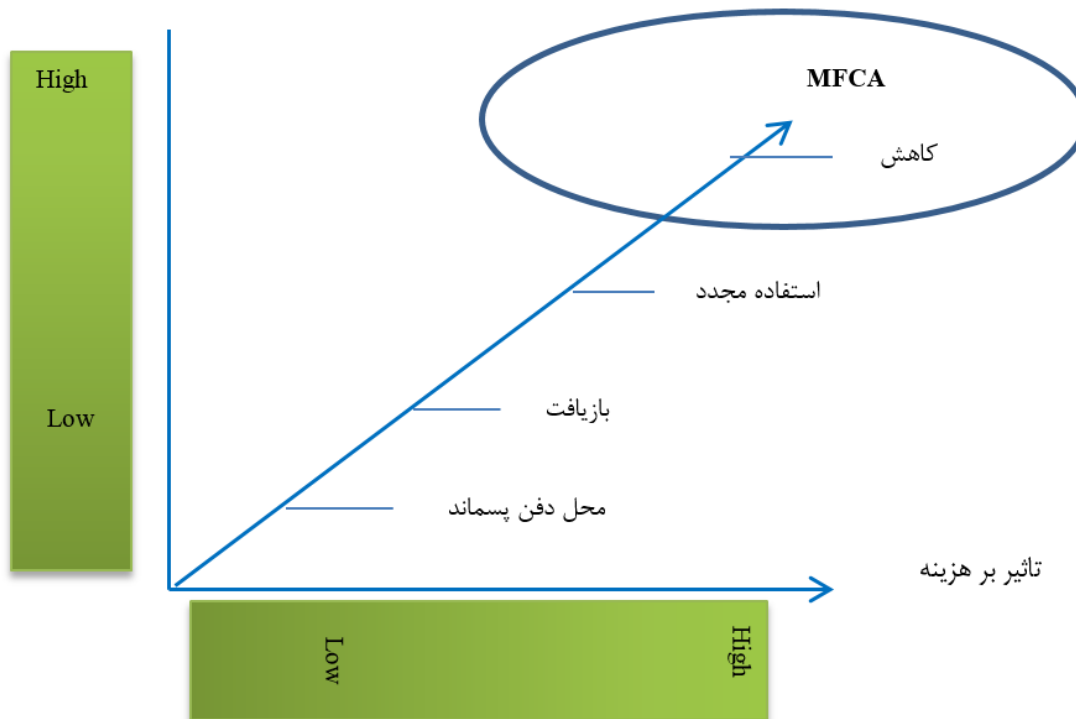 High
MFCA
کاهش
استفاده مجدد
Low
بازیافت
محل دفن پسماند
تاثیر بر هزینه
Low
High